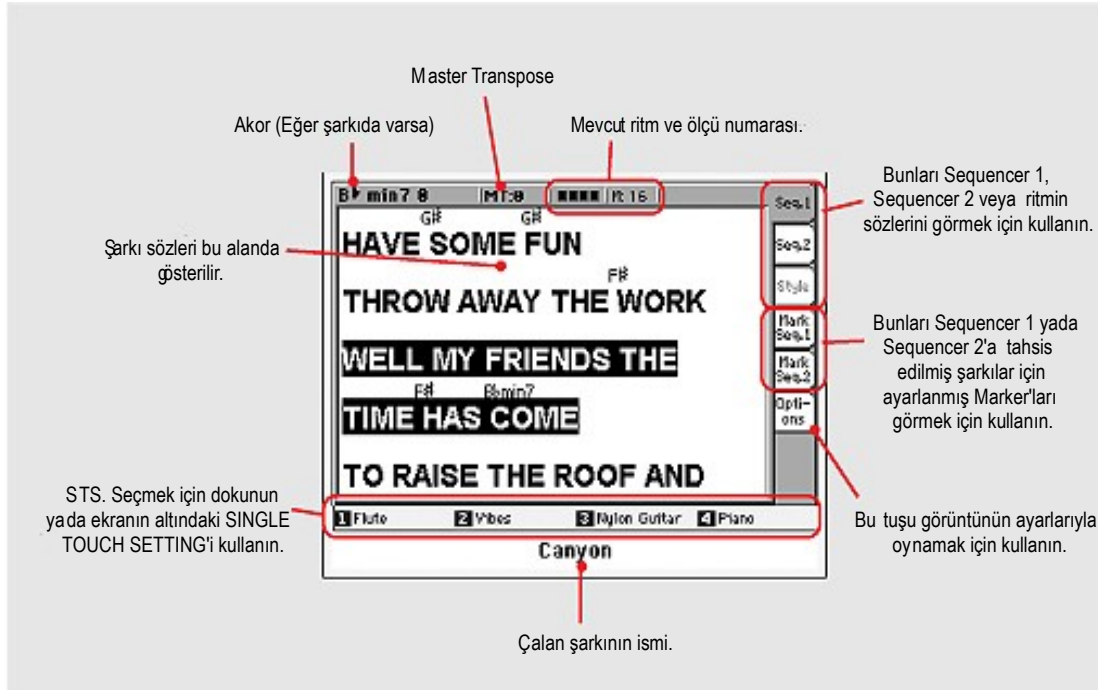 Master Transpose
Akor (Eğer şarkıda varsa)
Mevcut ritm ve ölçü numarası.
Bunları Sequencer 1,
Sequencer 2 veya ritmin
sözlerini görmek için kullanın.
Şarkı sözleri bu alanda
gösterilir.
Bunları Sequencer 1 yada
Sequencer 2'a tahsis
edilmiş şarkılar için
ayarlanmış Marker'ları
görmek için kullanın.
STS. Seçmek için dokunun
ya da ekranın altındaki SINGLE
TOUCH SETTING'i kullanın.
Bu tuşu görüntünün ayarlarıyla
oynamak için kullanın.
Çalan şarkının ismi.
min7
MT:0
16
Seq.1
G# G#
HAVE SOME FUN
Seq.2
F#
Style
THROW AWAY THE WORK
Mark
Seq.1
WELL MY FRIENDS THE
Mark
Seq.2
F# Bbmin7
TIME HAS COME
Opti-
ons
TO RAISE THE ROOF AND
1 Flute 2 Vibes 3 Nylon Guitar 4 Piano
Canyon